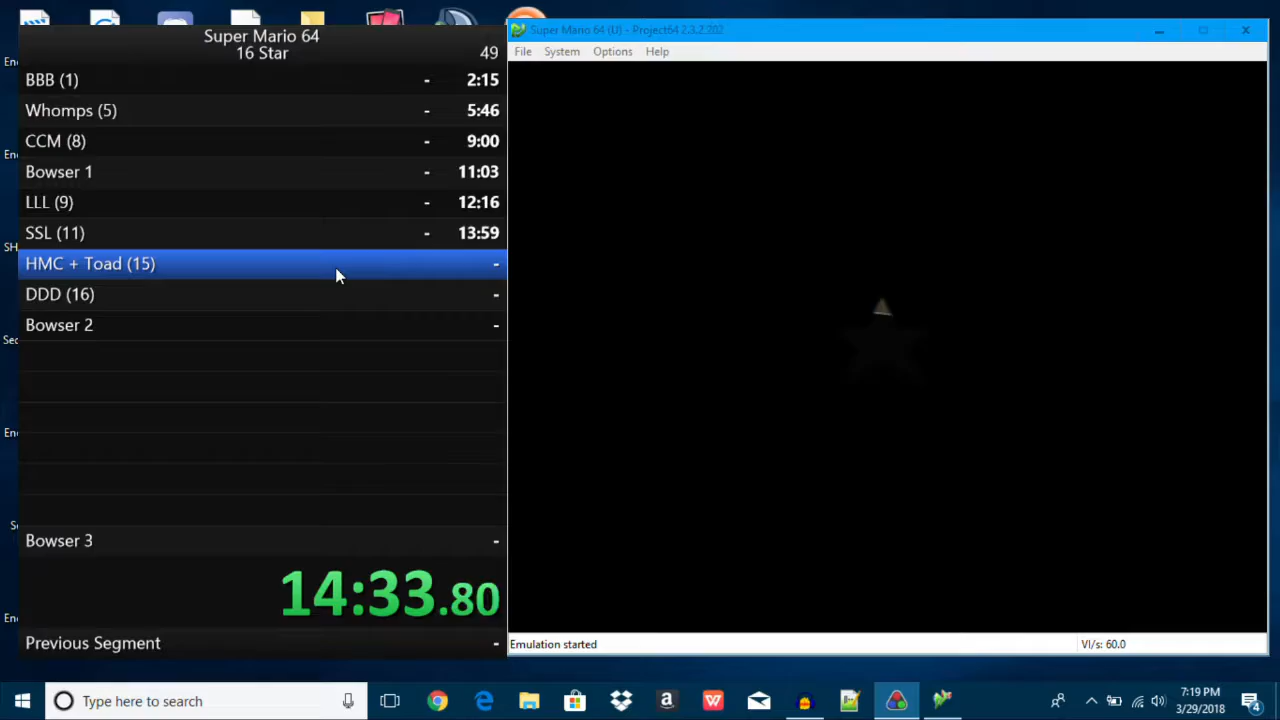 Super Mario 64
16 Star 49
BBB (1) - 2:15
Whomps (5) - 5:46
CCM (8) - 9:00
Bowser 1 - 11:03
LLL (9) - 12:16
SSL (11) - 13:59
HMC + Toad (15) -
DDD (16) -
Bowser 2 -
Bowser 3 -
14:33.80
Previous Segment -
Super Mario 64 (U) - Project64 2.3.2.202
File System Options Help
Emulation started VI/s: 60.0
Type here to search
7:19 PM
3/29/2018
4